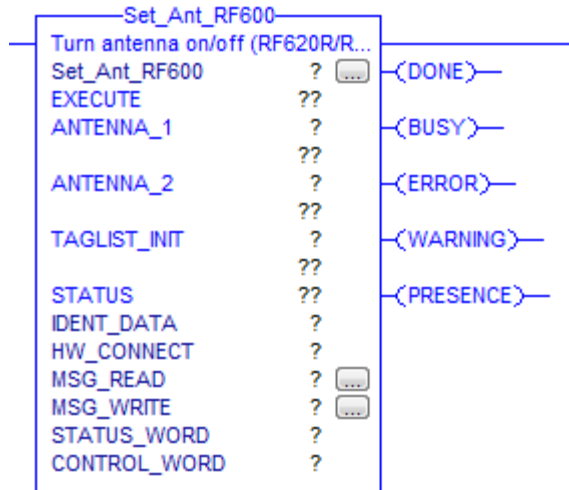 Set_Ant_RF600
Turn antenna on/off (RF620R/R...
Set_Ant_RF600 ? ... (DONE)
EXECUTE ??
ANTENNA_1 ? (BUSY)
??
ANTENNA_2 ? (ERROR)
??
TAGLIST_INIT ? (WARNING)
??
STATUS ?? (PRESENCE)
IDENT_DATA ?
HW_CONNECT ?
MSG_READ ? ...
MSG_WRITE ? ...
STATUS_WORD ?
CONTROL_WORD ?